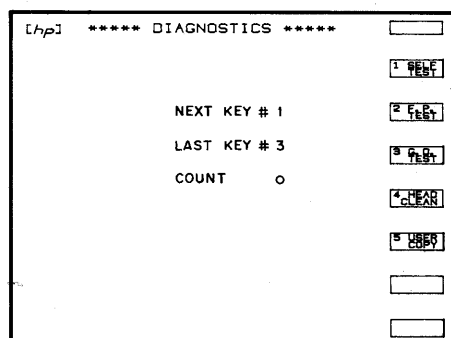 [hp] ***** DIAGNOSTICS *****
1 SELF
TEST
NEXT KEY # 1
2 F.P.
TEST
LAST KEY # 3
3 G.D.
TEST
COUNT 0
4 HEAD
CLEAN
5 USER
COPY